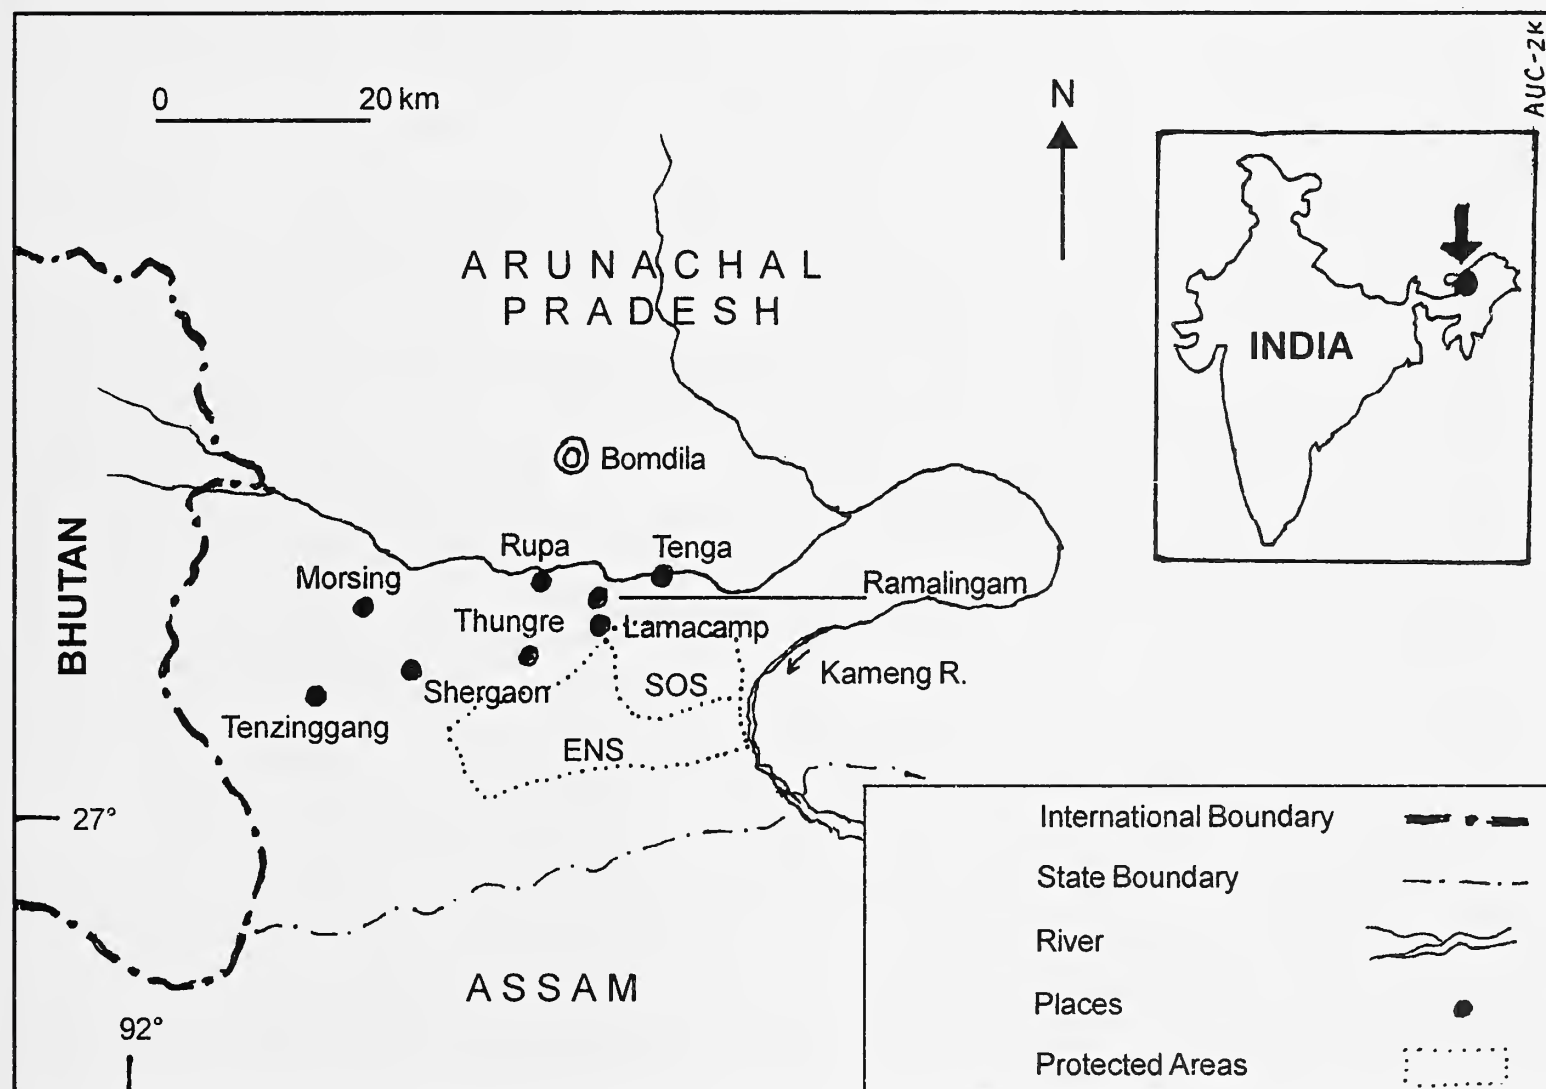 AUC-2K
0 20 km
N
ARUNACHAL
PRADESH
INDIA
Bomdila
BHUTAN
Rupa
Tenga
Morsing
Ramalingam
Thungre
Lamacamp
Kameng R.
Shergaon
SOS
Tenzinggang
ENS
27°
International Boundary
State Boundary
River
ASSAM
Places
92°
Protected Areas